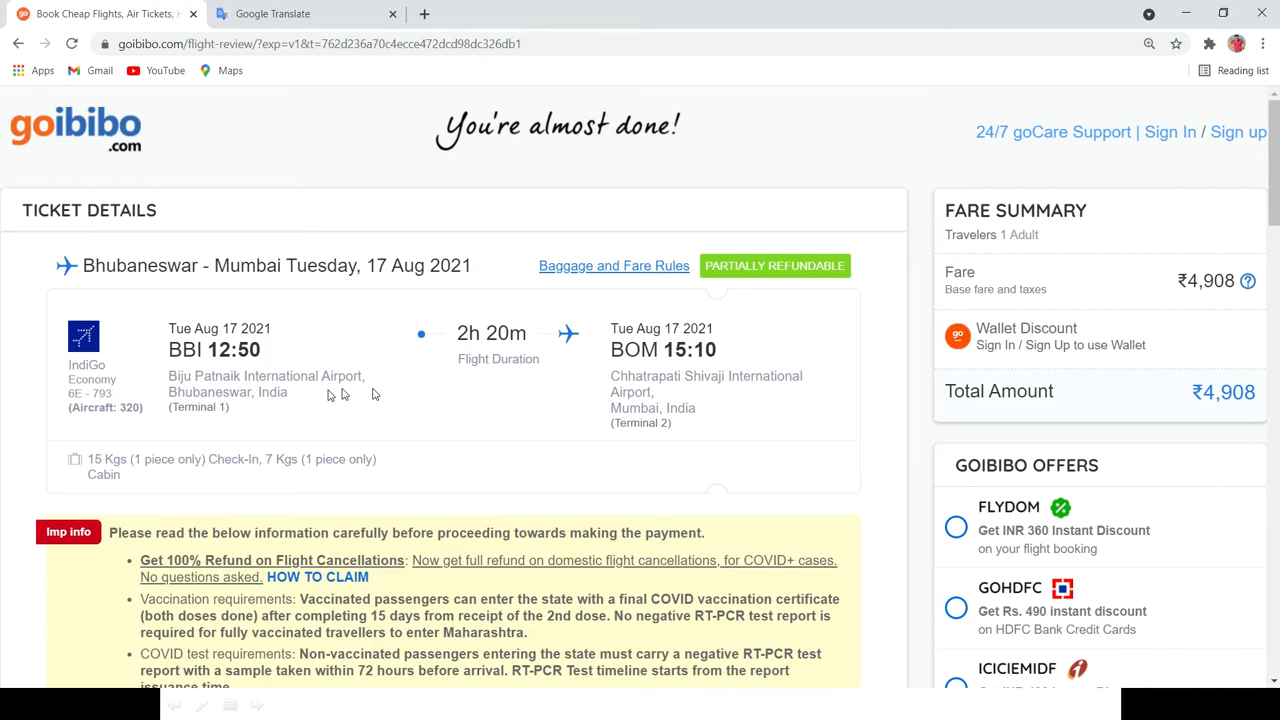 Book Cheap Flights, Air Tickets, H
Google Translate
goibibo.com/flight-review/?exp=v1&t=762d236a70c4ecce472dcd98dc326db1
Apps
Gmail
YouTube
Maps
Reading list
goibibo
.com
You're almost done!
24/7 goCare Support | Sign In / Sign up
TICKET DETAILS
Bhubaneswar - Mumbai Tuesday, 17 Aug 2021
Baggage and Fare Rules
PARTIALLY REFUNDABLE
IndiGo
Economy
6E - 793
(Aircraft: 320)
Tue Aug 17 2021
BBI 12:50
Biju Patnaik International Airport,
Bhubaneswar, India
(Terminal 1)
2h 20m
Flight Duration
Tue Aug 17 2021
BOM 15:10
Chhatrapati Shivaji International
Airport,
Mumbai, India
(Terminal 2)
15 Kgs (1 piece only) Check-In, 7 Kgs (1 piece only)
Cabin
Imp info
Please read the below information carefully before proceeding towards making the payment.
• Get 100% Refund on Flight Cancellations: Now get full refund on domestic flight cancellations, for COVID+ cases.
No questions asked. HOW TO CLAIM
• Vaccination requirements: Vaccinated passengers can enter the state with a final COVID vaccination certificate
(both doses done) after completing 15 days from receipt of the 2nd dose. No negative RT-PCR test report is
required for fully vaccinated travellers to enter Maharashtra.
• COVID test requirements: Non-vaccinated passengers entering the state must carry a negative RT-PCR test
report with a sample taken within 72 hours before arrival. RT-PCR Test timeline starts from the report
issuance time.
FARE SUMMARY
Travelers 1 Adult
Fare
Base fare and taxes
₹4,908
Wallet Discount
Sign In / Sign Up to use Wallet
Total Amount
₹4,908
GOIBIBO OFFERS
FLYDOM
Get INR 360 Instant Discount
on your flight booking
GOHDFC
Get Rs. 490 instant discount
on HDFC Bank Credit Cards
ICICIEMIDF